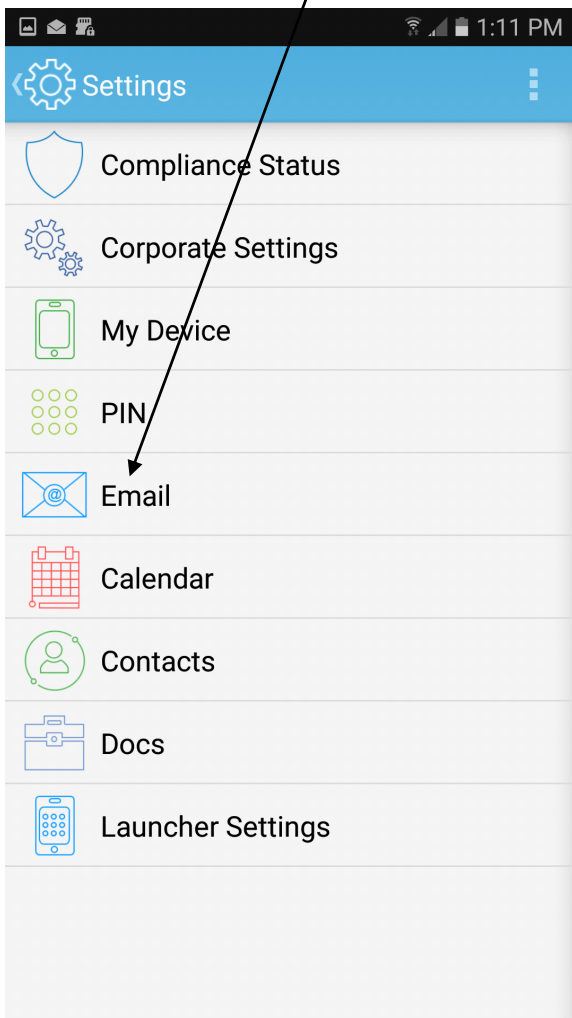 1:11 PM
Settings
Compliance Status
Corporate Settings
My Device
PIN
@
Email
Calendar
Contacts
Docs
Launcher Settings